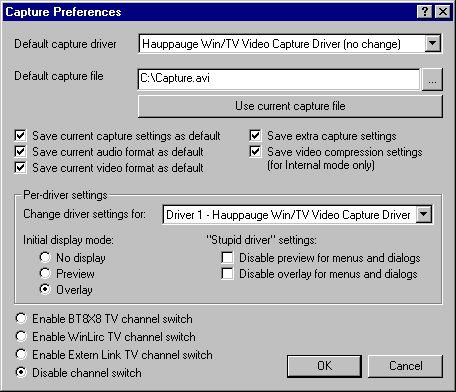 Capture Preferences
Default capture driver
Hauppauge Win/TV Video Capture Driver (no change)
Default capture file
C:\Capture.avi
...
Use current capture file
Save current capture settings as default
Save extra capture settings
Save current audio format as default
Save video compression settings
Save current video format as default
(for Internal mode only)
Per-driver settings
Change driver settings for:
Driver 1 - Hauppauge Win/TV Video Capture Driver
Initial display mode:
"Stupid driver" settings:
No display
Disable preview for menus and dialogs
Preview
Disable overlay for menus and dialogs
Overlay
Enable BT8X8 TV channel switch
Enable WinLirc TV channel switch
Enable Extern Link TV channel switch
Disable channel switch
OK
Cancel